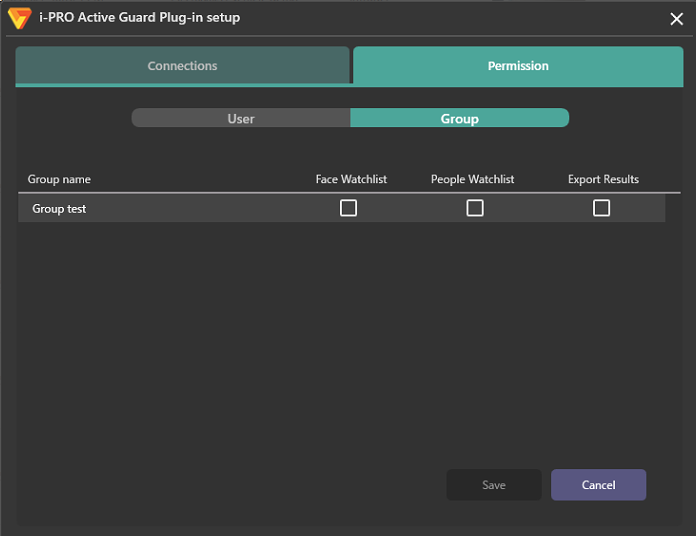 i-PRO Active Guard Plug-in setup
Connections Permission
User Group
Group name Face Watchlist People Watchlist Export Results
Group test
Save Cancel